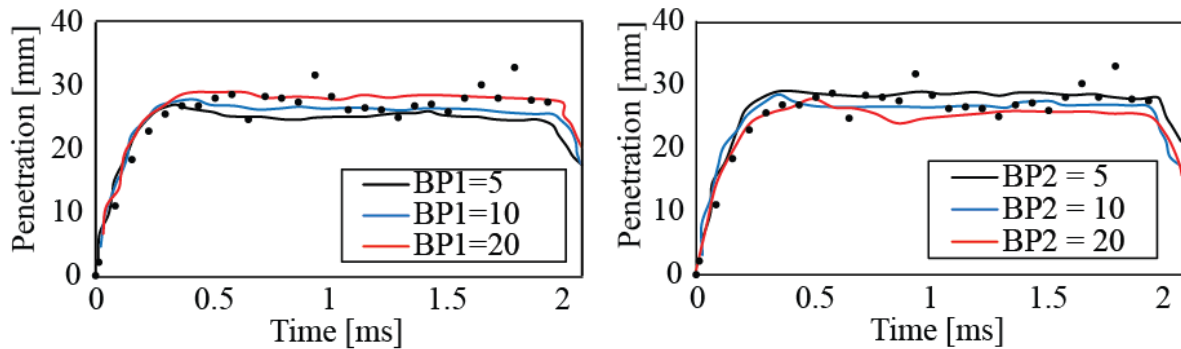 40
30
20
10
0
Penetration [mm]
BP1=5
BP1=10
BP1=20
0 0.5 1 1.5 2
Time [ms]
40
30
20
10
0
Penetration [mm]
BP2 = 5
BP2 = 10
BP2 = 20
0 0.5 1 1.5 2
Time [ms]